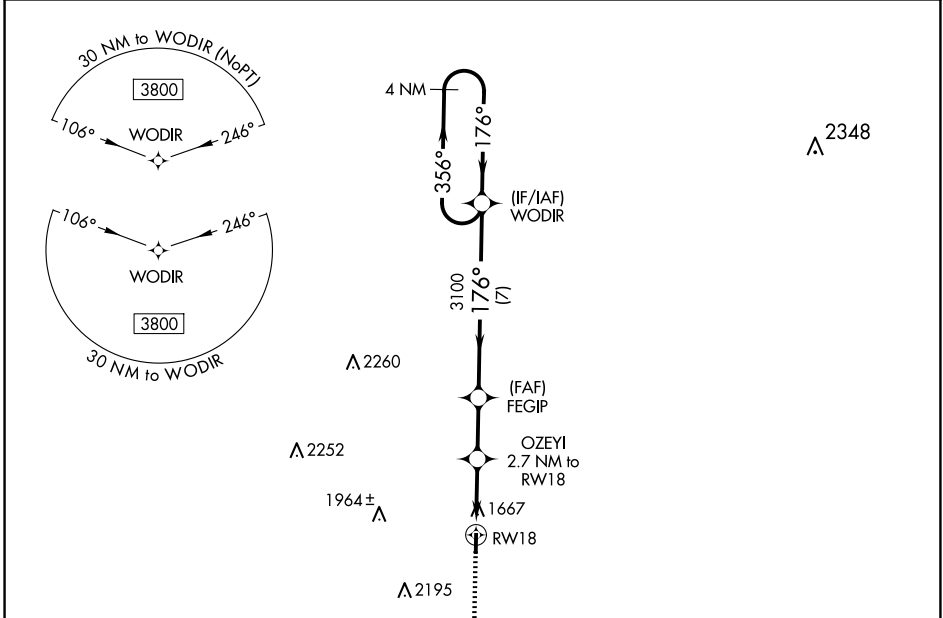 30 NM to WODIR (NoPT)
3800
106°
WODIR
246°
106°
246°
WODIR
3800
30 NM to WODIR
4 NM
356°
176°
(IF/IAF)
WODIR
2348
3100
176°
(7)
2260
(FAF)
FEGIP
2252
OZEYI
2.7 NM to
RW18
1964±
1667
RW18
2195